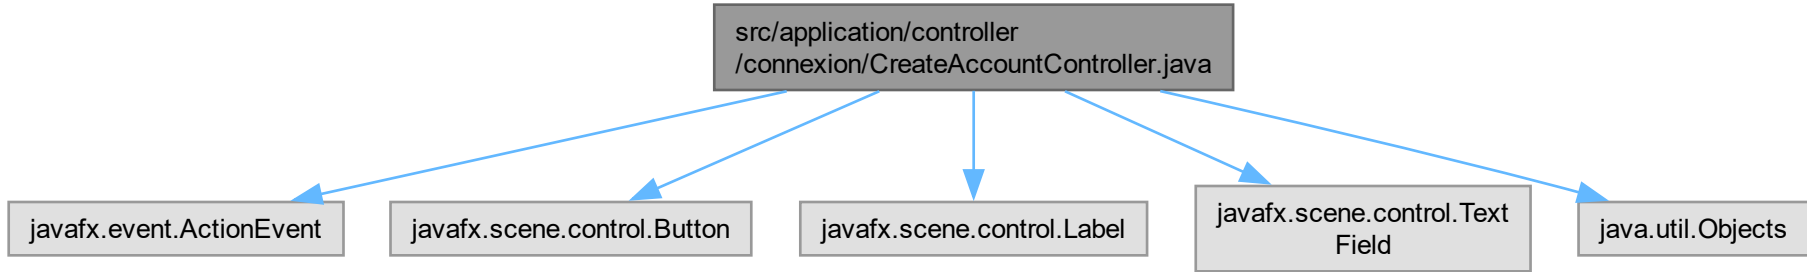 src/application/controller
/connexion/CreateAccountController.java
javafx.event.ActionEvent
javafx.scene.control.Button
javafx.scene.control.Label
javafx.scene.control.Text
Field
java.util.Objects